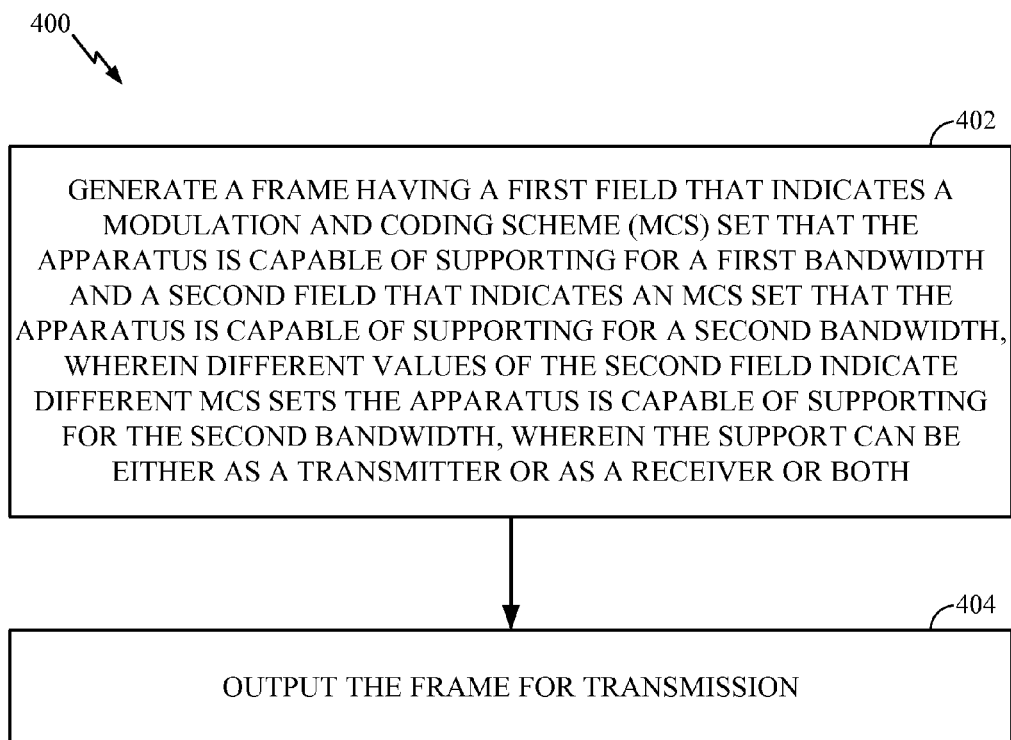 400
402
GENERATE A FRAME HAVING A FIRST FIELD THAT INDICATES A
MODULATION AND CODING SCHEME (MCS) SET THAT THE
APPARATUS IS CAPABLE OF SUPPORTING FOR A FIRST BANDWIDTH
AND A SECOND FIELD THAT INDICATES AN MCS SET THAT THE
APPARATUS IS CAPABLE OF SUPPORTING FOR A SECOND BANDWIDTH,
WHEREIN DIFFERENT VALUES OF THE SECOND FIELD INDICATE
DIFFERENT MCS SETS THE APPARATUS IS CAPABLE OF SUPPORTING
FOR THE SECOND BANDWIDTH, WHEREIN THE SUPPORT CAN BE
EITHER AS A TRANSMITTER OR AS A RECEIVER OR BOTH
404
OUTPUT THE FRAME FOR TRANSMISSION